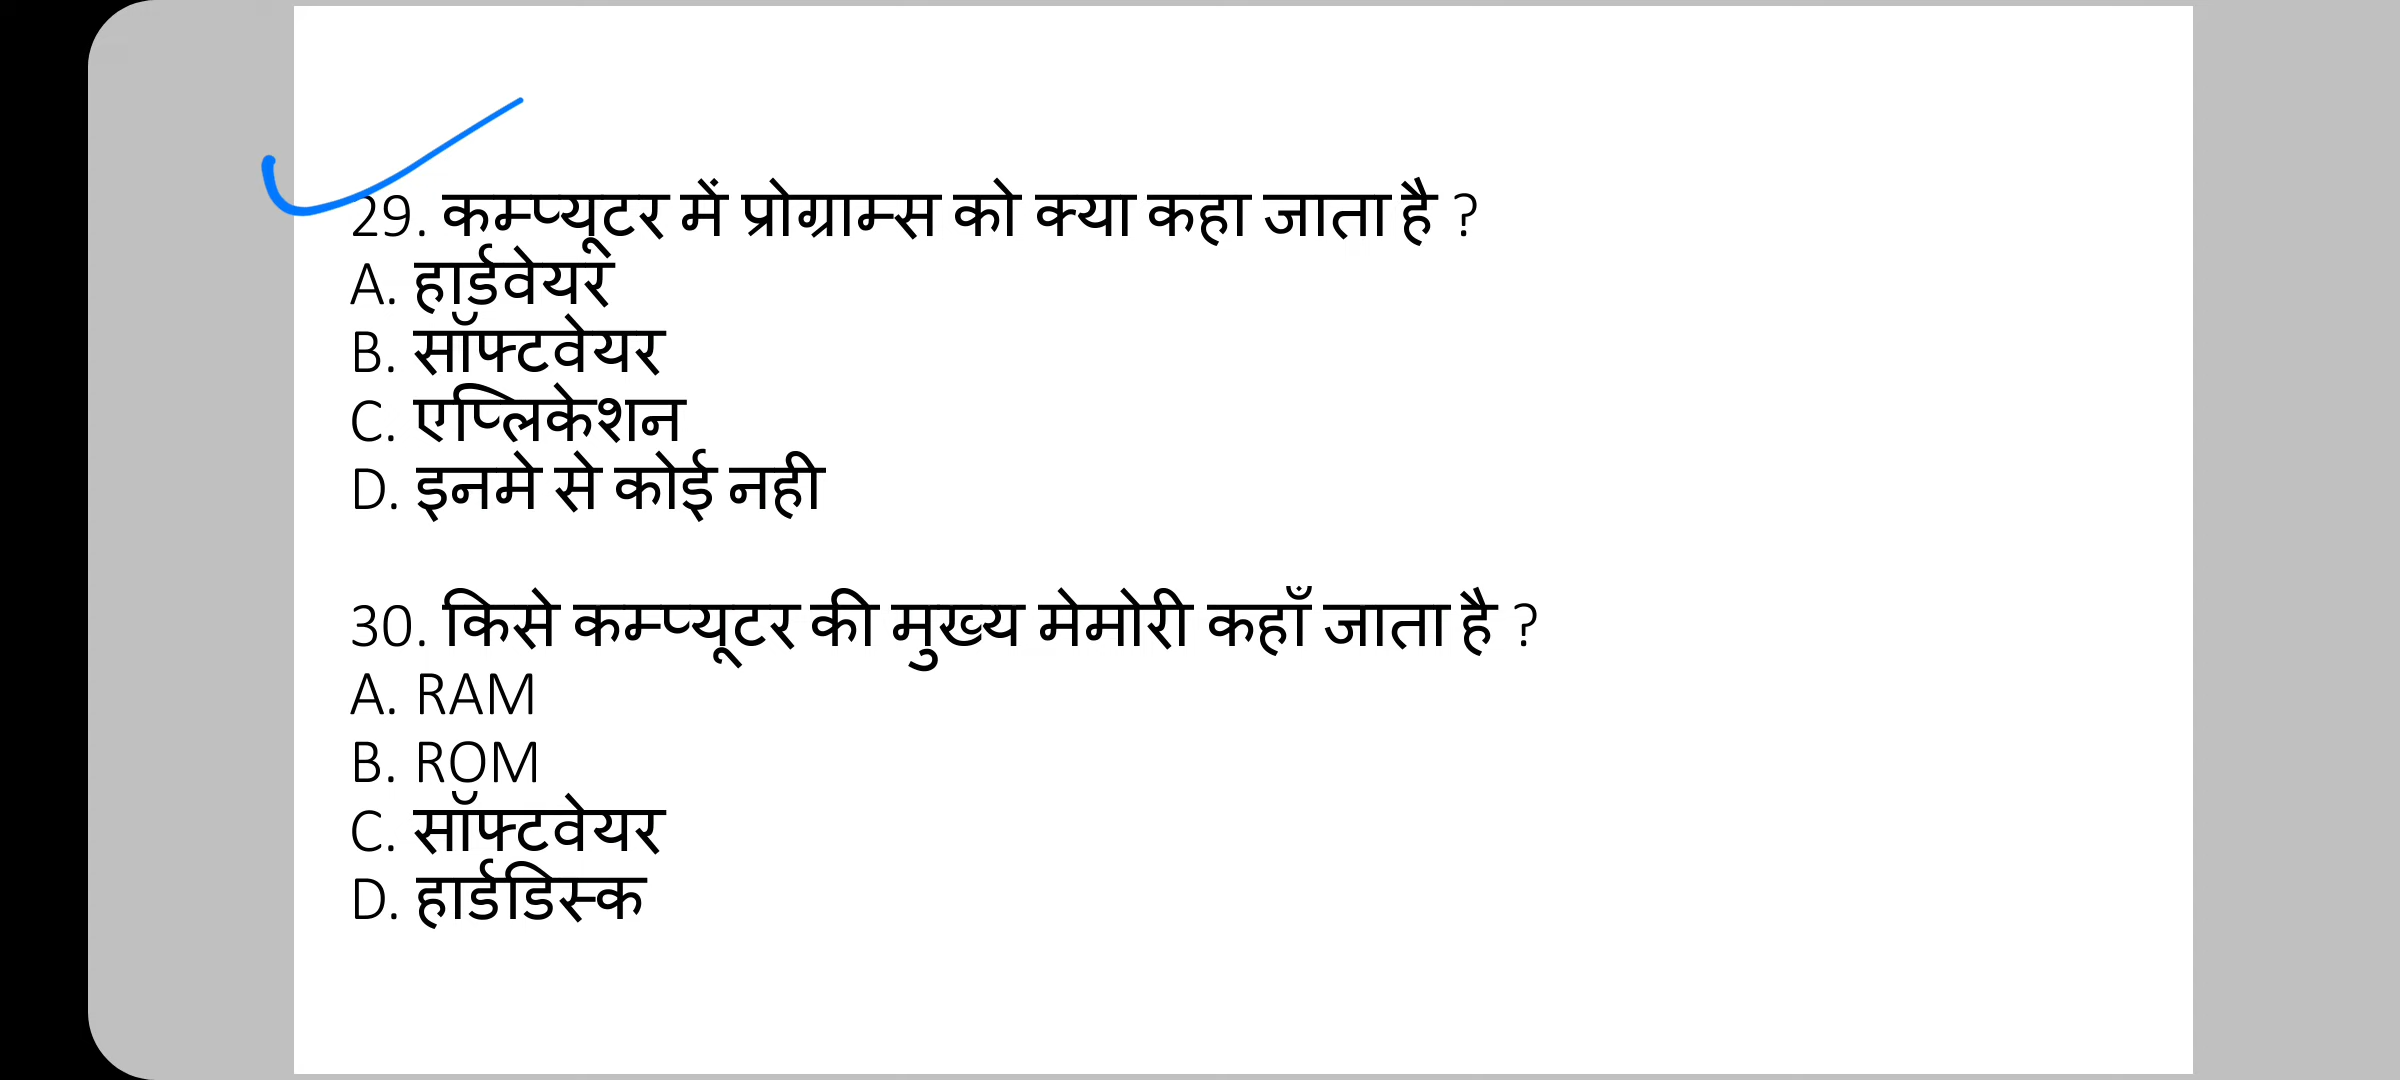 29. कम्प्यूटर में प्रोग्राम्स को क्या कहा जाता है ?
A. हार्डवेयर
B. सॉफ्टवेयर
C. एप्लिकेशन
D. इनमे से कोई नही
30. किसे कम्प्यूटर की मुख्य मेमोरी कहाँ जाता है ?
A. RAM
B. ROM
C. सॉफ्टवेयर
D. हार्डडिस्क